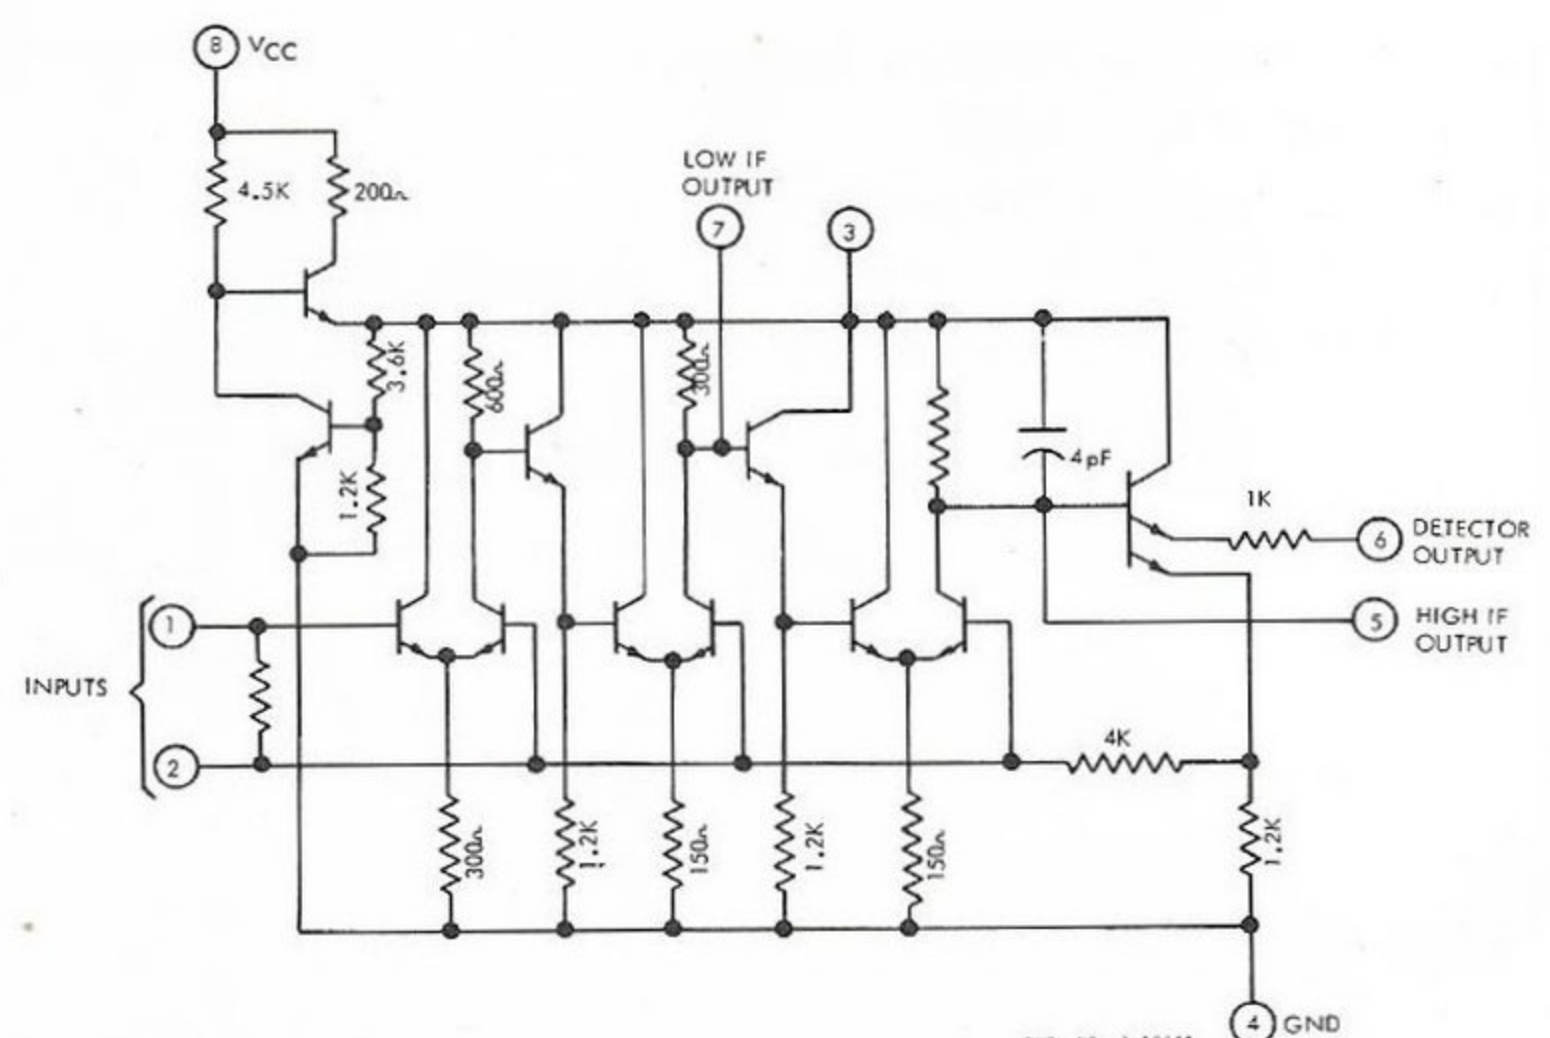 8 VCC
4.5K
200Ω
LOW IF
OUTPUT
7
3
3.6K
600Ω
300Ω
1.2K
4pF
1K
6
DETECTOR
OUTPUT
1
5
HIGH IF
OUTPUT
INPUTS
2
4K
300Ω
1.2K
150Ω
1.2K
150Ω
1.2K
4 GND